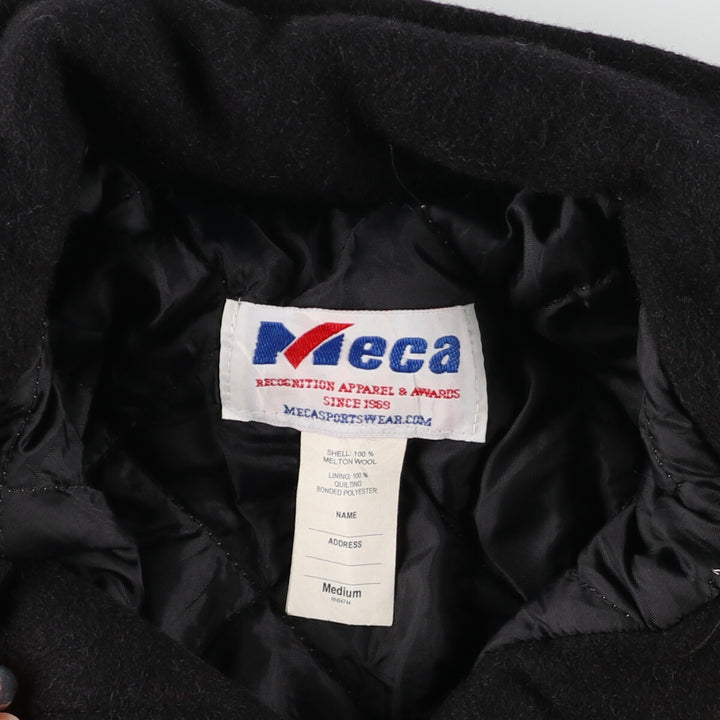 Meca
RECOGNITION APPAREL & AWARDS
SINCE 1968
MECASPORTSWEAR.COM
SHELL: 100 %
MELTON WOOL
LINING: 100 %
QUILTING
BONDED POLYESTER
NAME
ADDRESS
Medium